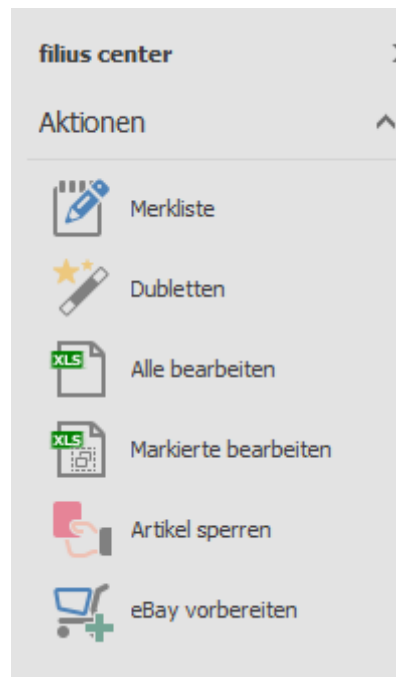 filius center
Aktionen
Merkliste
Dubletten
XLS
Alle bearbeiten
XLS
Markierte bearbeiten
Artikel sperren
eBay vorbereiten